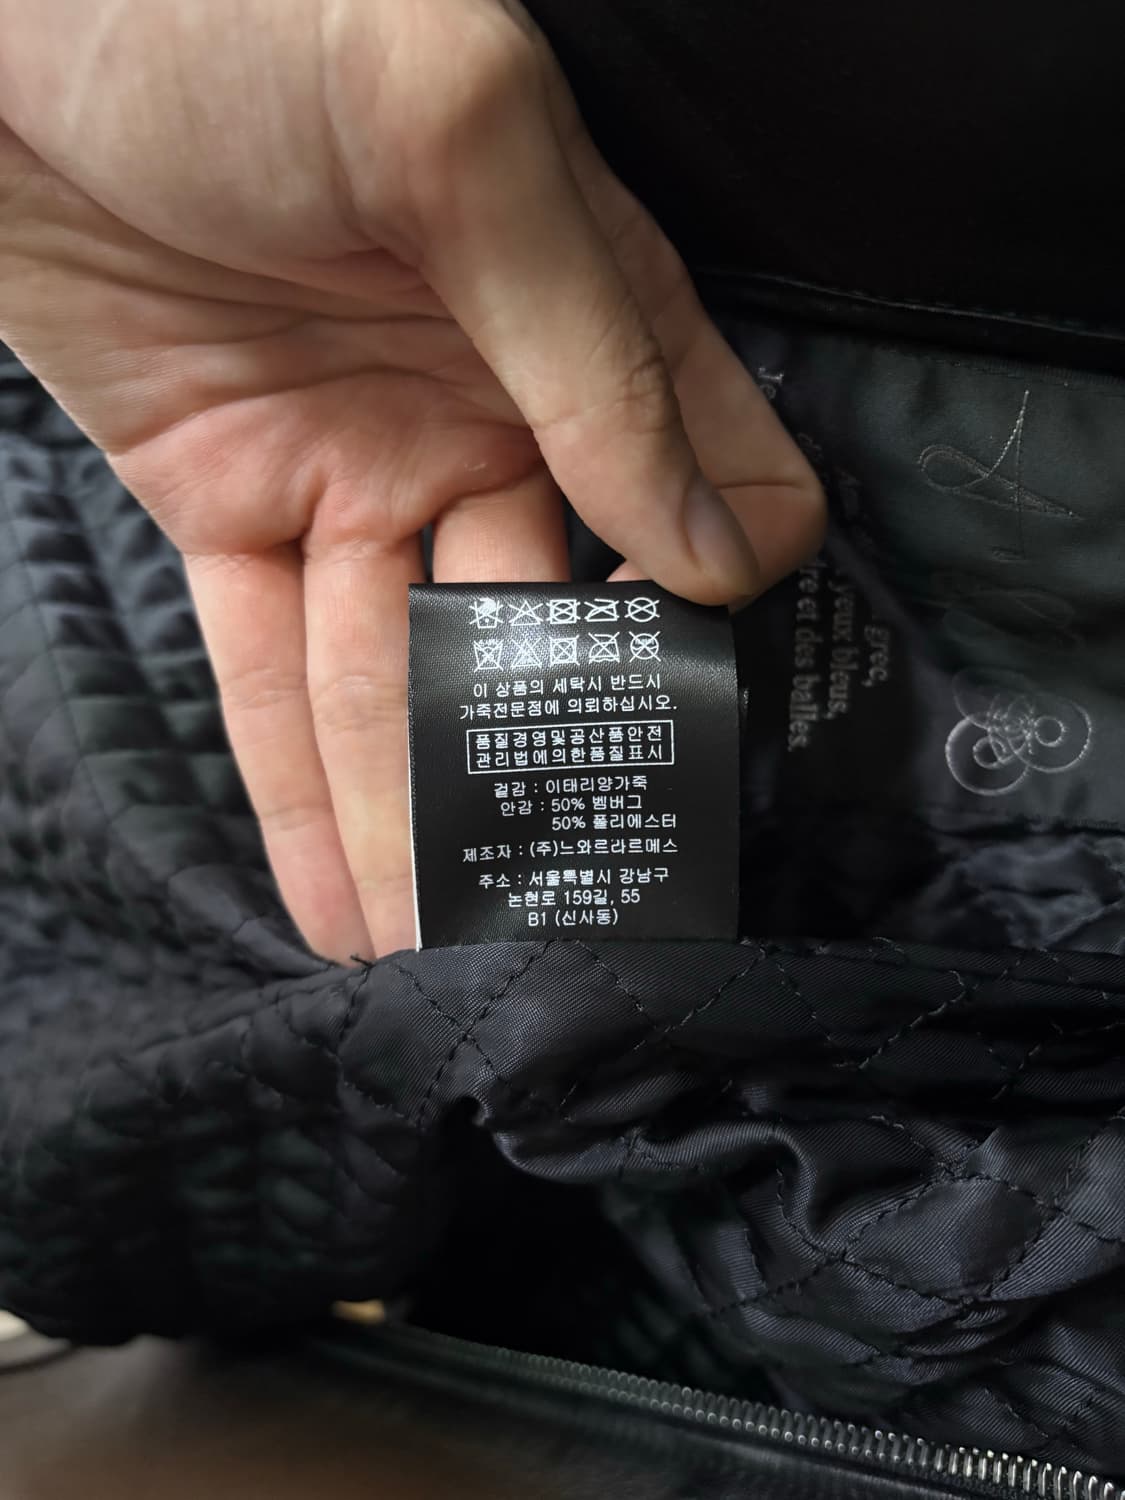 이 상품의 세탁시 반드시
가죽전문점에 의뢰하십시오.
품질경영및공산품안전
관리법에의한품질표시
겉감 : 이태리양가죽
안감 : 50% 벰버그
50% 폴리에스터
제조자 : (주)느와르라르메스
주소 : 서울특별시 강남구
논현로 159길, 55
B1 (신사동)
grec,
yeux bleus,
et des balles.